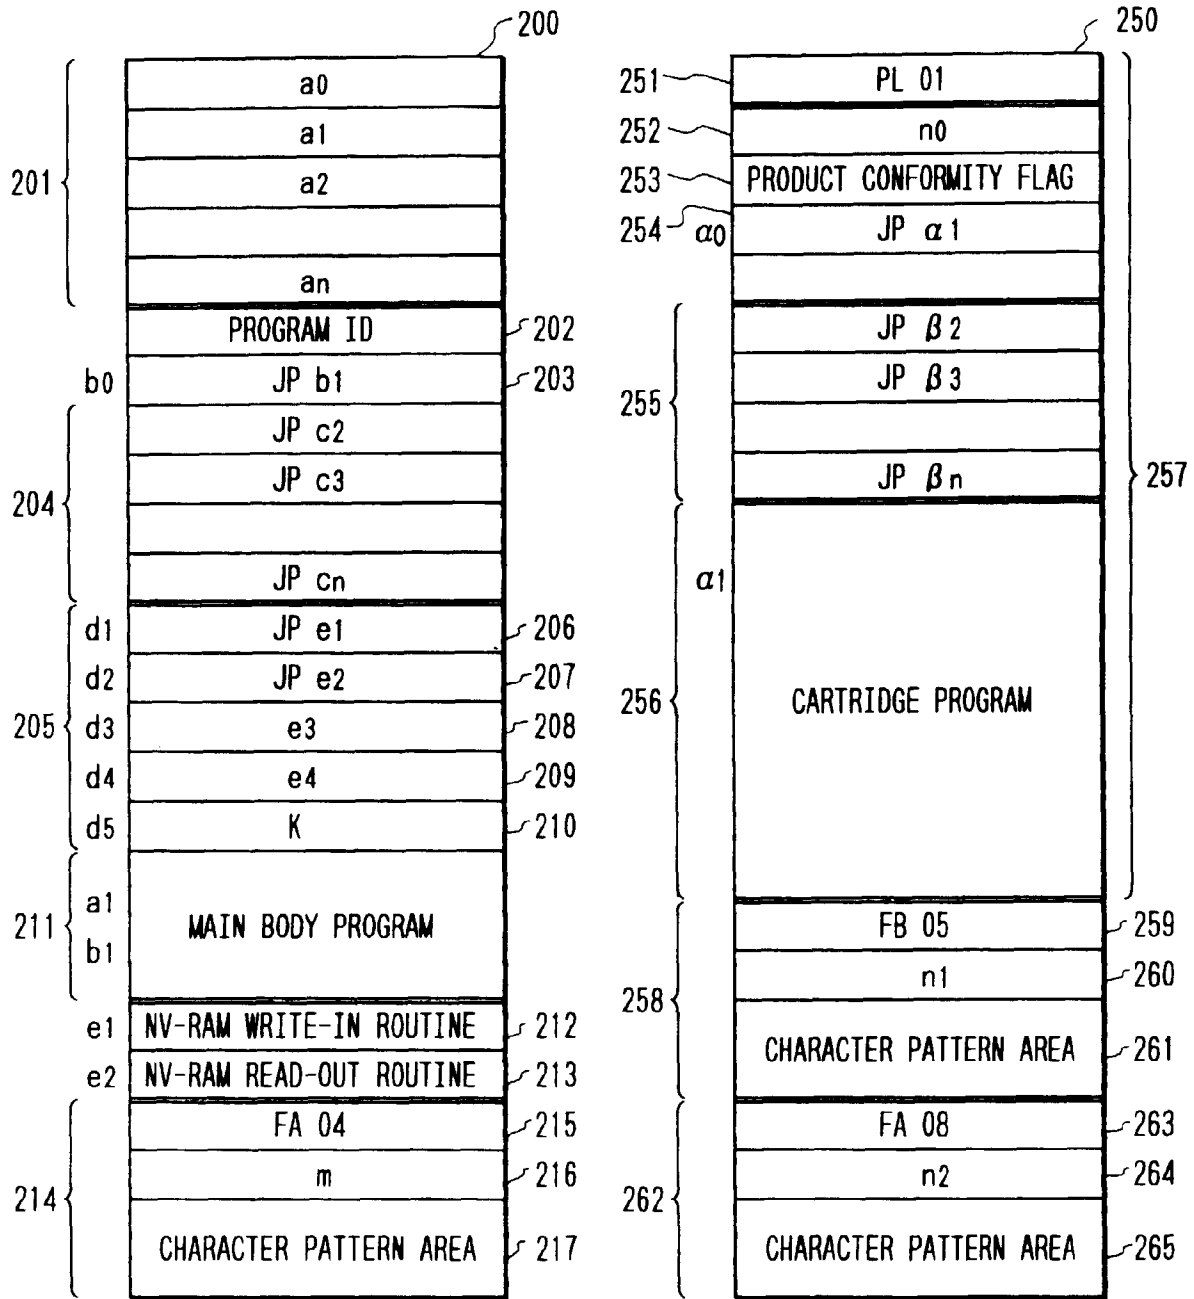 200
a0
a1
a2
an
201
PROGRAM ID
202
b0
JP b1
203
JP c2
JP c3
JP cn
204
d1
JP e1
206
d2
JP e2
207
205
d3
e3
208
d4
e4
209
d5
K
210
211
a1
b1
MAIN BODY PROGRAM
e1
NV-RAM WRITE-IN ROUTINE
212
e2
NV-RAM READ-OUT ROUTINE
213
FA 04
215
214
m
216
CHARACTER PATTERN AREA
217
250
251
PL 01
252
n0
253
PRODUCT CONFORMITY FLAG
254
α0
JP α1
255
JP β2
JP β3
JP βn
257
α1
256
CARTRIDGE PROGRAM
FB 05
259
258
n1
260
CHARACTER PATTERN AREA
261
FA 08
263
262
n2
264
CHARACTER PATTERN AREA
265